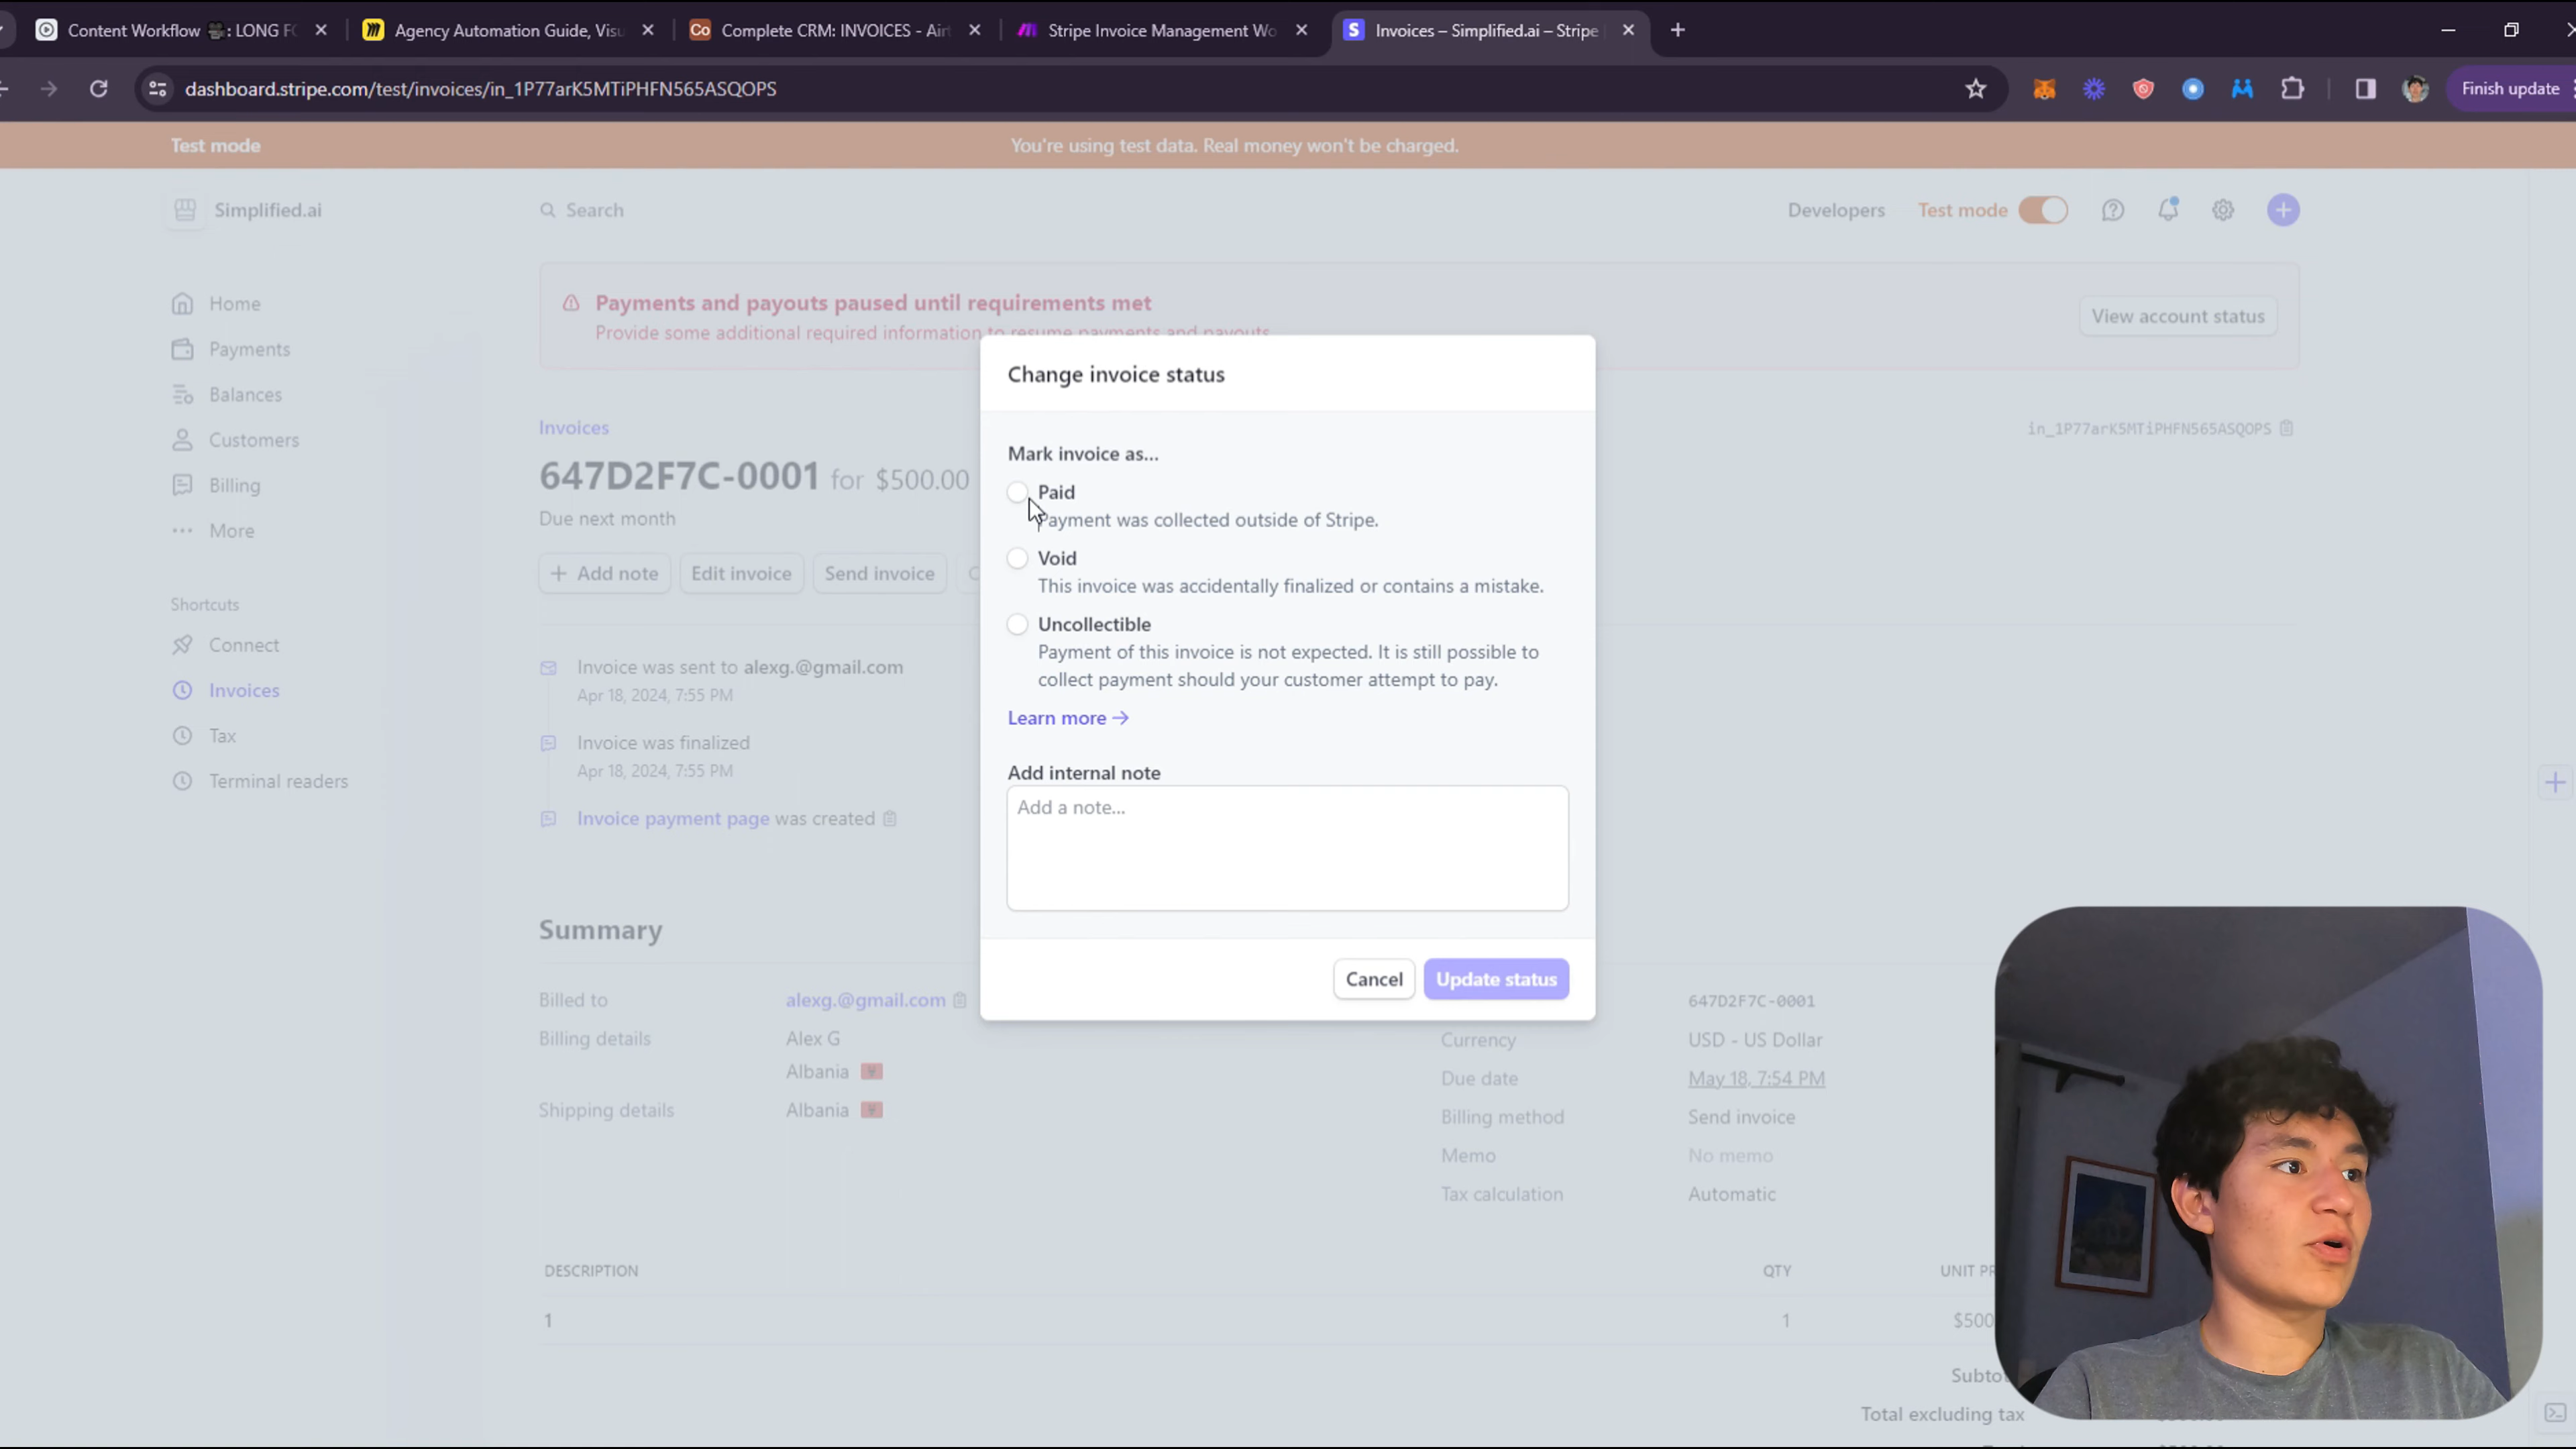 Content Workflow 🎥: LONG FO
Agency Automation Guide, Visu
Complete CRM: INVOICES - Airt
Stripe Invoice Management Wo
Invoices – Simplified.ai – Stripe
dashboard.stripe.com/test/invoices/in_1P77arK5MTiPHFN565ASQOPS
Finish update
Test mode
You're using test data. Real money won't be charged.
Simplified.ai
Search
Developers
Test mode
Home
Payments
Balances
Customers
Billing
More
Shortcuts
Connect
Invoices
Tax
Terminal readers
Payments and payouts paused until requirements met
Provide some additional required information to resume payments and payouts.
View account status
Invoices
in_1P77arK5MTiPHFN565ASQOPS
647D2F7C-0001 for $500.00
Due next month
+ Add note
Edit invoice
Send invoice
Invoice was sent to alexg.@gmail.com
Apr 18, 2024, 7:55 PM
Invoice was finalized
Apr 18, 2024, 7:55 PM
Invoice payment page was created
Change invoice status
Mark invoice as...
Paid
Payment was collected outside of Stripe.
Void
This invoice was accidentally finalized or contains a mistake.
Uncollectible
Payment of this invoice is not expected. It is still possible to
collect payment should your customer attempt to pay.
Learn more →
Add internal note
Add a note...
Cancel
Update status
Summary
Billed to alexg.@gmail.com
Billing details Alex G
Albania
Shipping details Albania
647D2F7C-0001
Currency USD - US Dollar
Due date May 18, 7:54 PM
Billing method Send invoice
Memo No memo
Tax calculation Automatic
DESCRIPTION QTY UNIT PR
1 1 $500
Subto
Total excluding tax